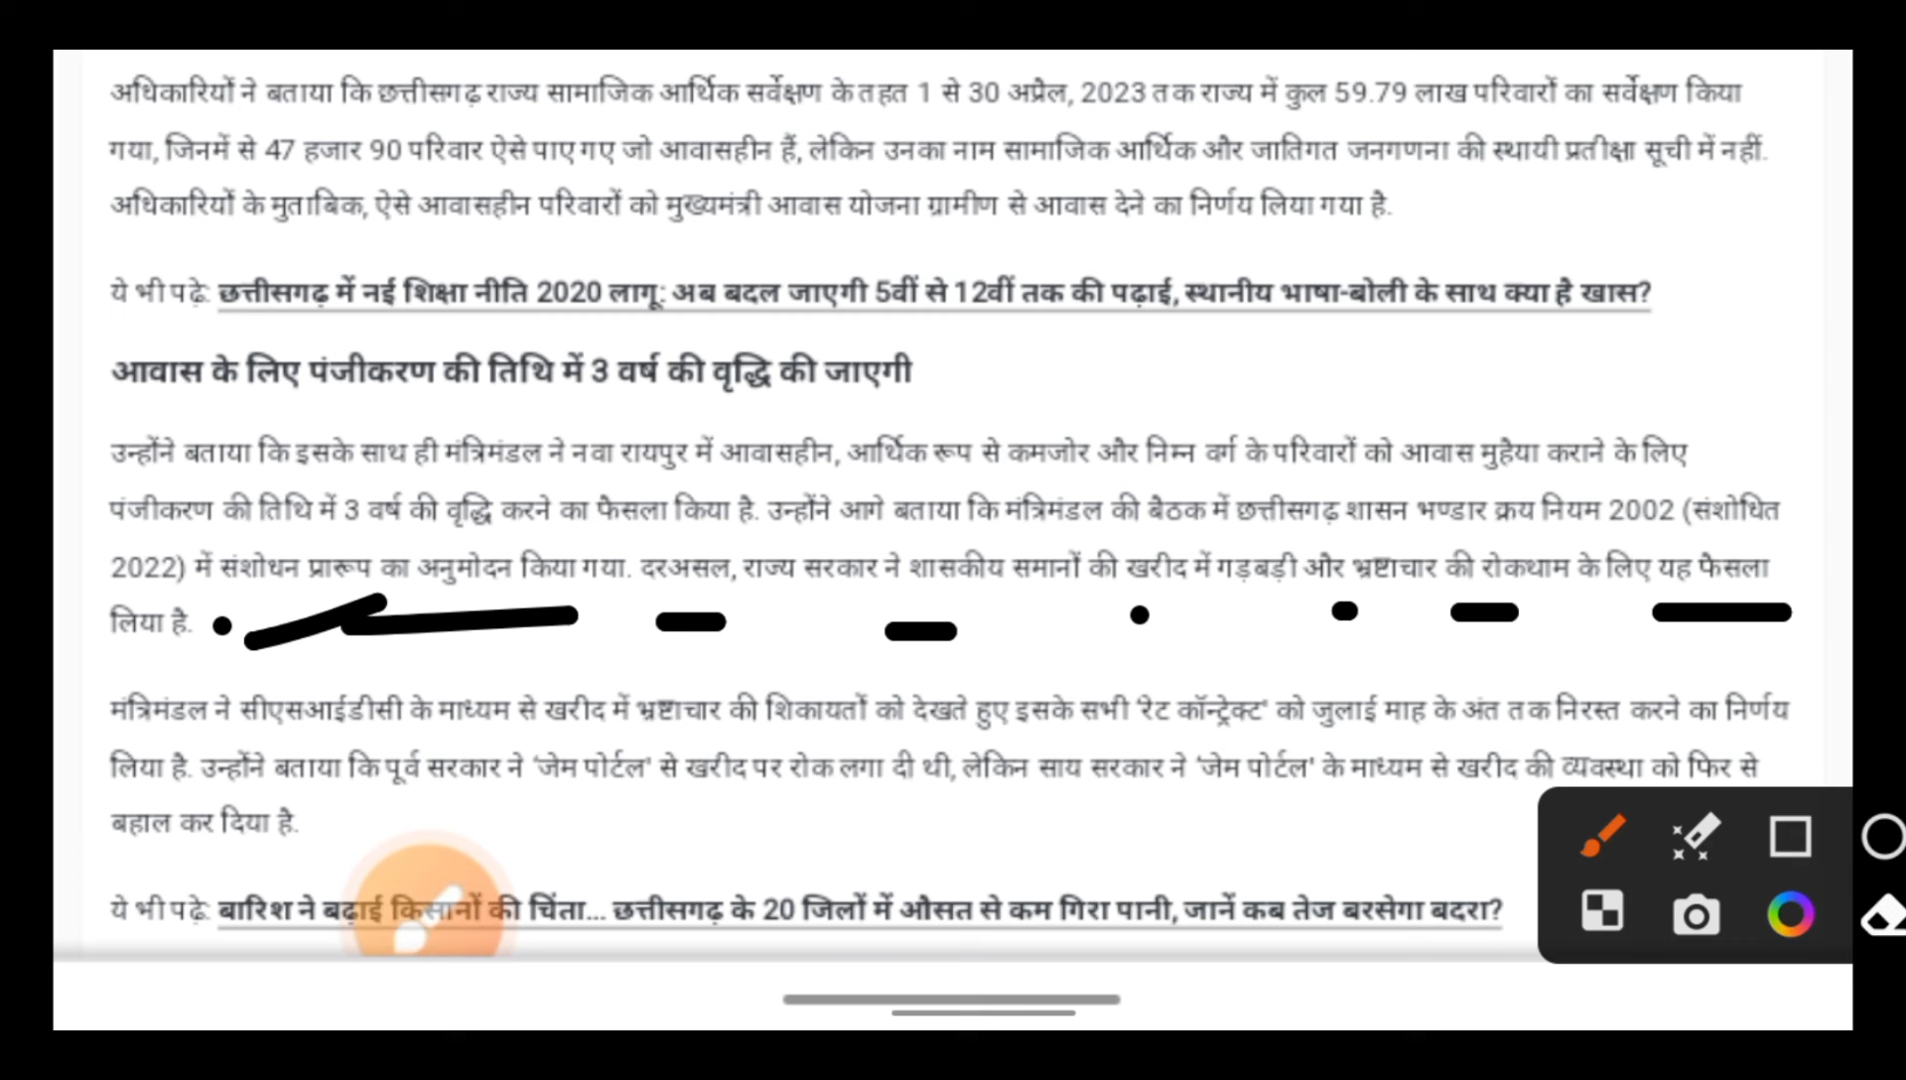 अधिकारियों ने बताया कि छत्तीसगढ़ राज्य सामाजिक आर्थिक सर्वेक्षण के तहत 1 से 30 अप्रैल, 2023 तक राज्य में कुल 59.79 लाख परिवारों का सर्वेक्षण किया
गया, जिनमें से 47 हजार 90 परिवार ऐसे पाए गए जो आवासहीन हैं, लेकिन उनका नाम सामाजिक आर्थिक और जातिगत जनगणना की स्थायी प्रतीक्षा सूची में नहीं.
अधिकारियों के मुताबिक, ऐसे आवासहीन परिवारों को मुख्यमंत्री आवास योजना ग्रामीण से आवास देने का निर्णय लिया गया है.
ये भी पढ़े: छत्तीसगढ़ में नई शिक्षा नीति 2020 लागू: अब बदल जाएगी 5वीं से 12वीं तक की पढ़ाई, स्थानीय भाषा-बोली के साथ क्या है खास?
आवास के लिए पंजीकरण की तिथि में 3 वर्ष की वृद्धि की जाएगी
उन्होंने बताया कि इसके साथ ही मंत्रिमंडल ने नवा रायपुर में आवासहीन, आर्थिक रूप से कमजोर और निम्न वर्ग के परिवारों को आवास मुहैया कराने के लिए
पंजीकरण की तिथि में 3 वर्ष की वृद्धि करने का फैसला किया है. उन्होंने आगे बताया कि मंत्रिमंडल की बैठक में छत्तीसगढ़ शासन भण्डार क्रय नियम 2002 (संशोधित
2022) में संशोधन प्रारूप का अनुमोदन किया गया. दरअसल, राज्य सरकार ने शासकीय समानों की खरीद में गड़बड़ी और भ्रष्टाचार की रोकथाम के लिए यह फैसला
लिया है.
मंत्रिमंडल ने सीएसआईडीसी के माध्यम से खरीद में भ्रष्टाचार की शिकायतों को देखते हुए इसके सभी 'रेट कॉन्ट्रेक्ट' को जुलाई माह के अंत तक निरस्त करने का निर्णय
लिया है. उन्होंने बताया कि पूर्व सरकार ने 'जेम पोर्टल' से खरीद पर रोक लगा दी थी, लेकिन साय सरकार ने 'जेम पोर्टल' के माध्यम से खरीद की व्यवस्था को फिर से
बहाल कर दिया है.
ये भी पढ़े: बारिश ने बढ़ाई किसानों की चिंता... छत्तीसगढ़ के 20 जिलों में औसत से कम गिरा पानी, जानें कब तेज बरसेगा बदरा?